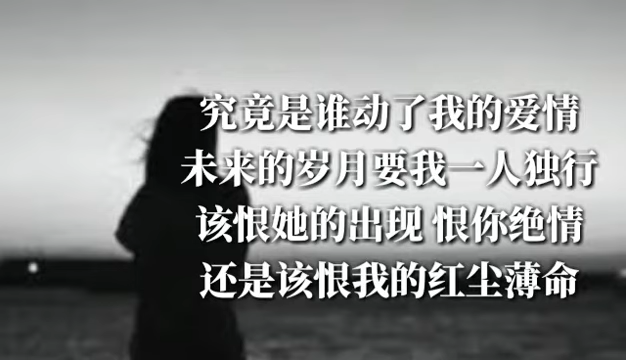 究竟是谁动了我的爱情
未来的岁月要我一人独行
该恨她的出现 恨你绝情
还是该恨我的红尘薄命